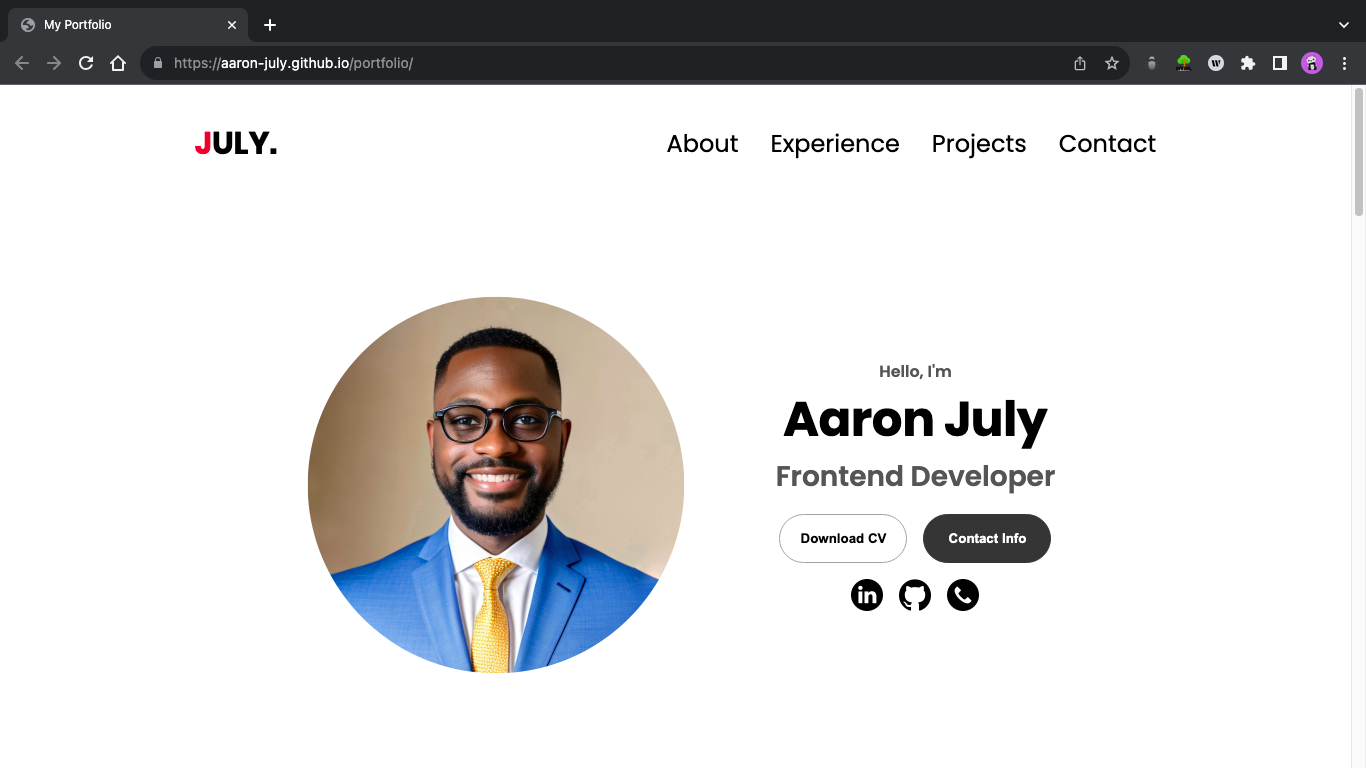 My Portfolio
https://aaron-july.github.io/portfolio/
JULY.
About Experience Projects Contact
Hello, I'm
Aaron July
Frontend Developer
Download CV Contact Info
in